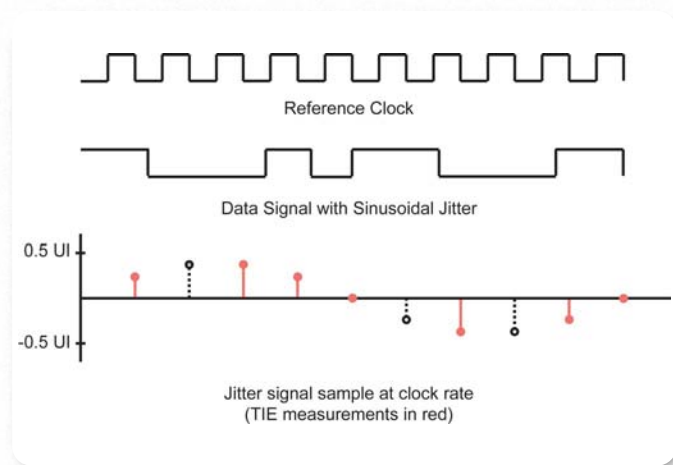 Reference Clock
Data Signal with Sinusoidal Jitter
0.5 UI
-0.5 UI
Jitter signal sample at clock rate
(TIE measurements in red)